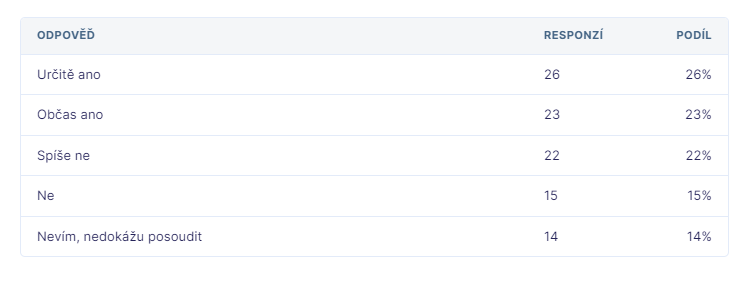 ODPOVĚĎ RESPONZÍ PODÍL
Určitě ano 26 26%
Občas ano 23 23%
Spíše ne 22 22%
Ne 15 15%
Nevím, nedokážu posoudit 14 14%